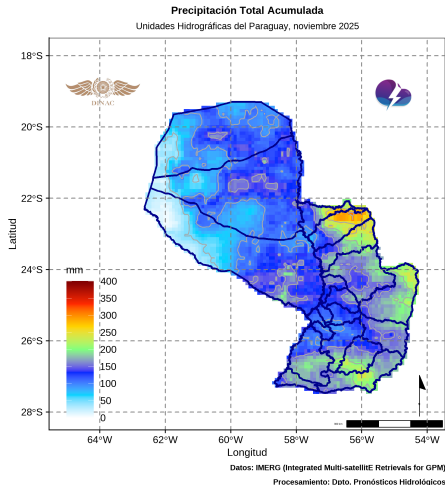 Precipitación Total Acumulada
Unidades Hidrográficas del Paraguay, noviembre 2025
18°S
20°S
22°S
24°S
26°S
28°S
Latitud
DINAC
mm
400
350
300
250
200
150
100
50
0
64°W
62°W
60°W
58°W
56°W
54°W
Longitud
Datos: IMERG (Integrated Multi-satellitE Retrievals for GPM)
Procesamiento: Dpto. Pronósticos Hidrológicos